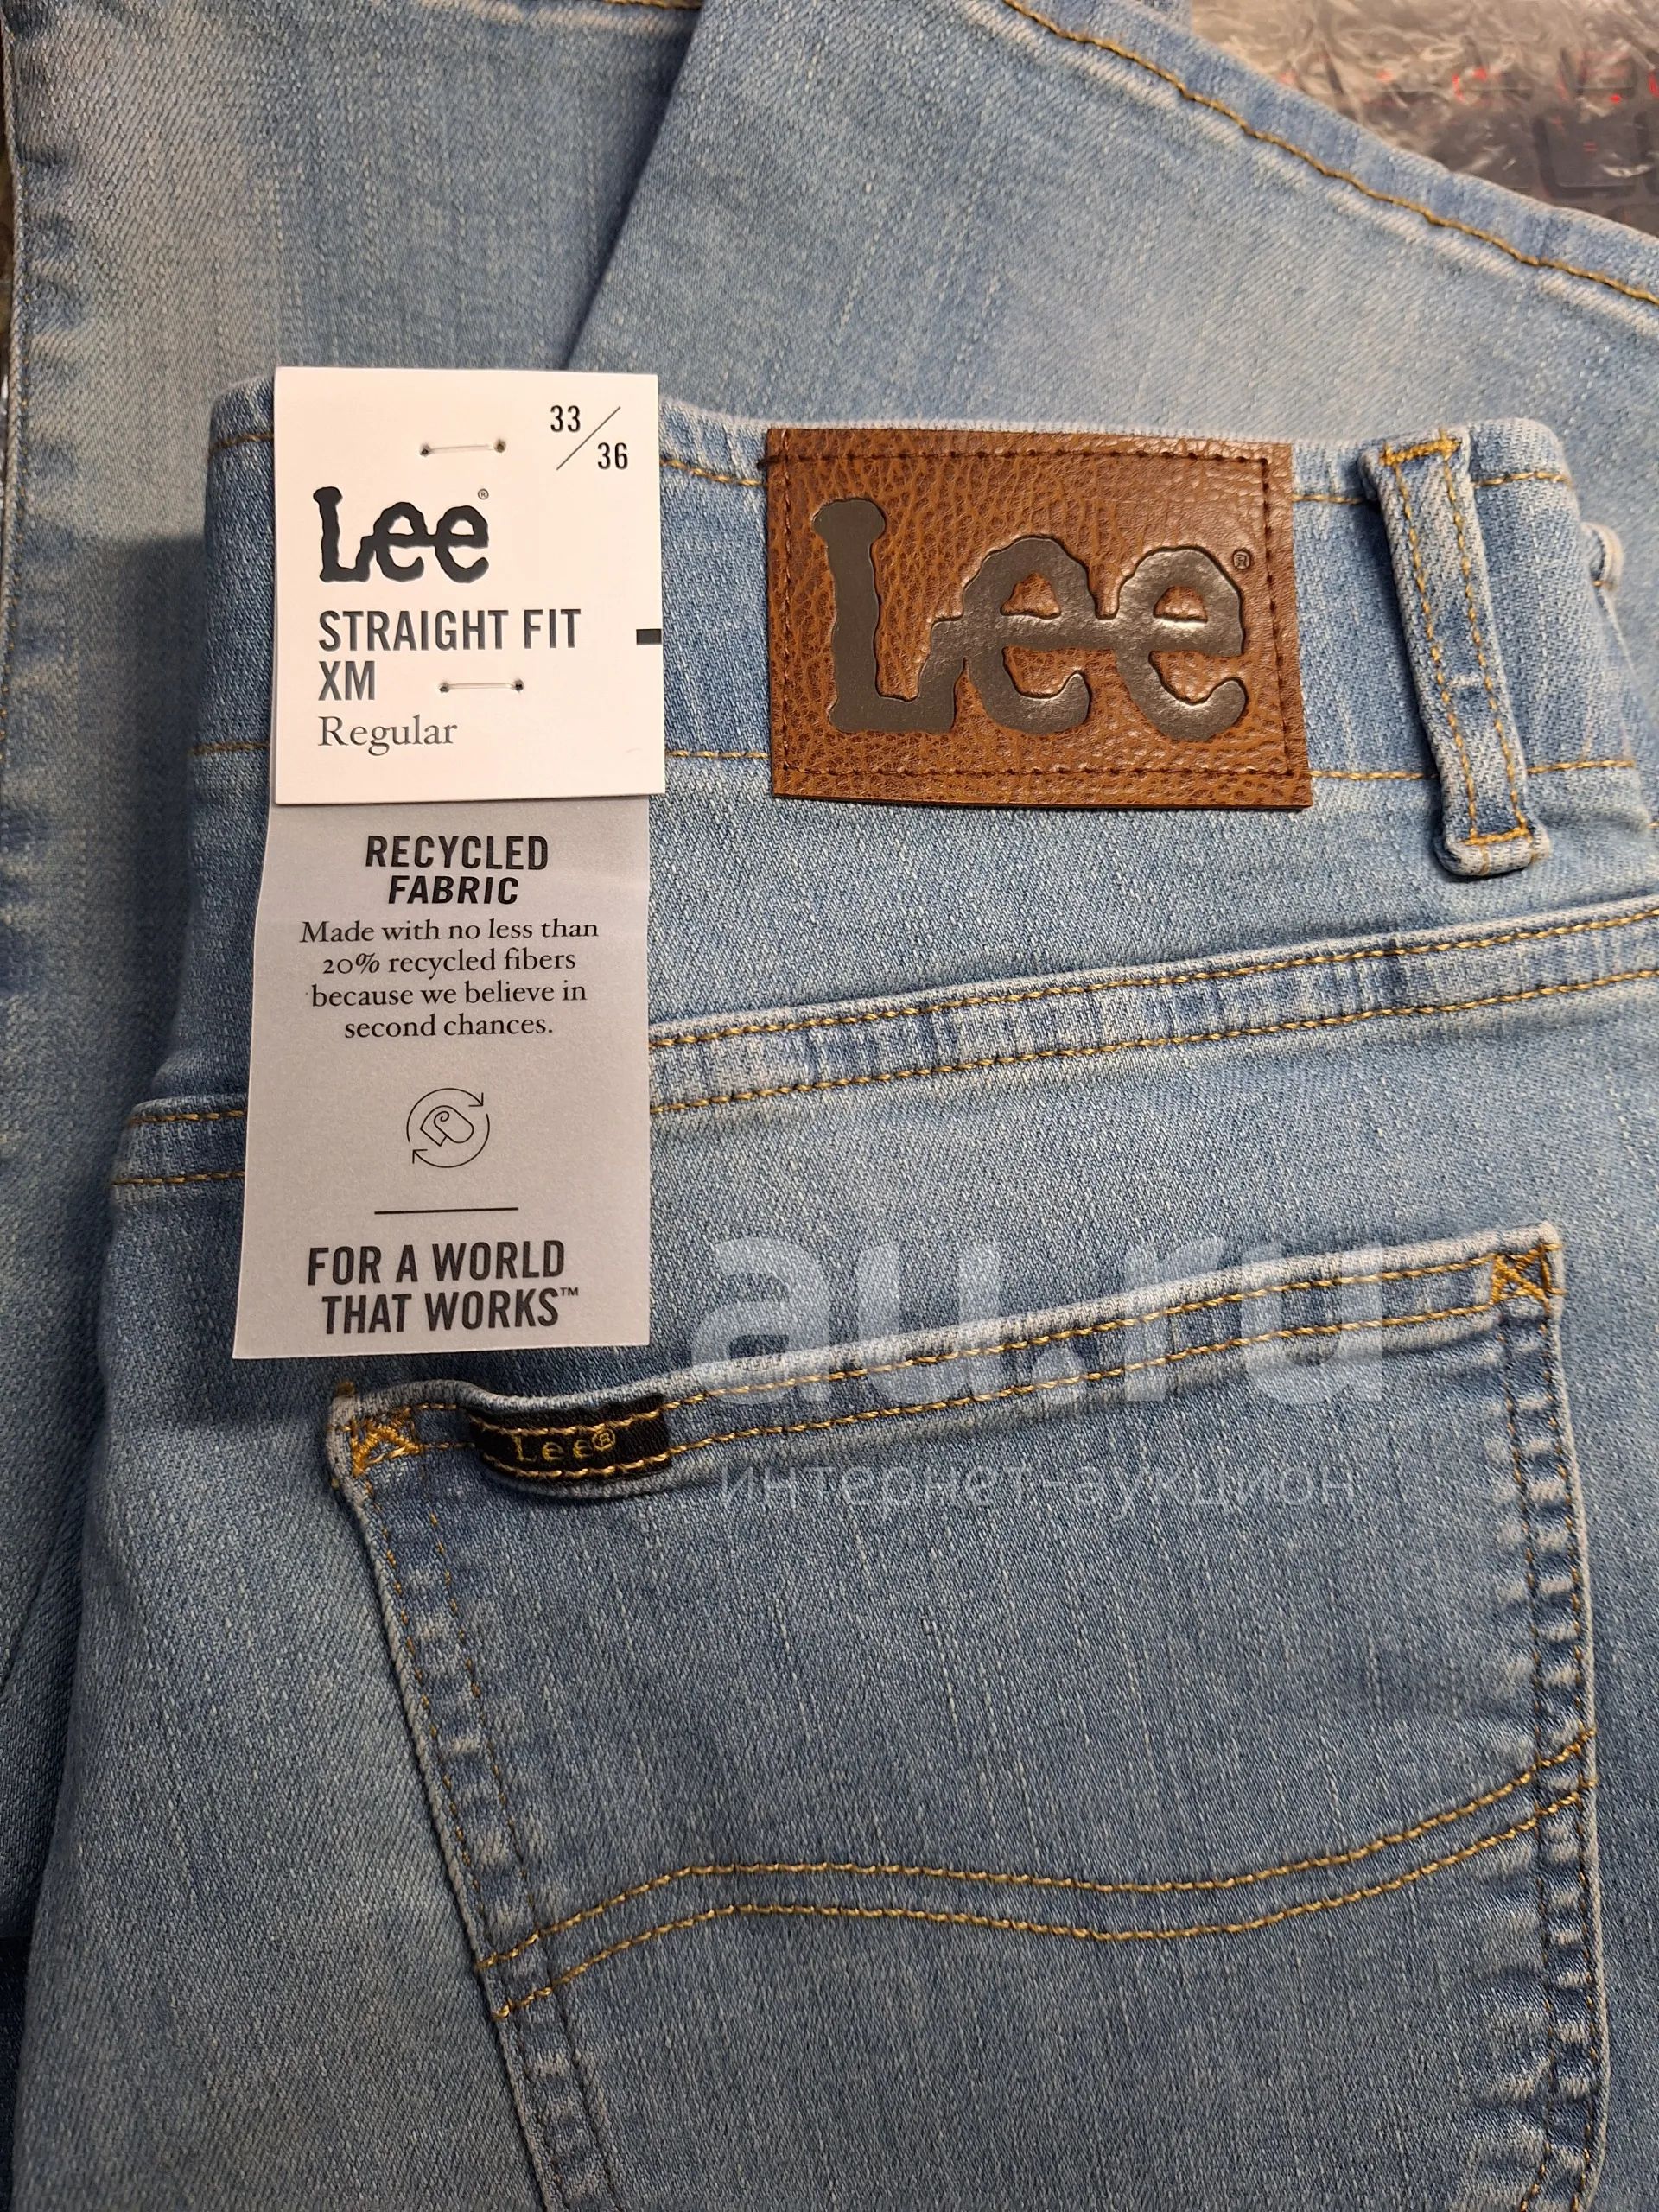 33
36
Lee®
STRAIGHT FIT
XM
Regular
Lee®
RECYCLED
FABRIC
Made with no less than
20% recycled fibers
because we believe in
second chances.
FOR A WORLD
THAT WORKS™
Lee®
au.ru
интернет-аукцион